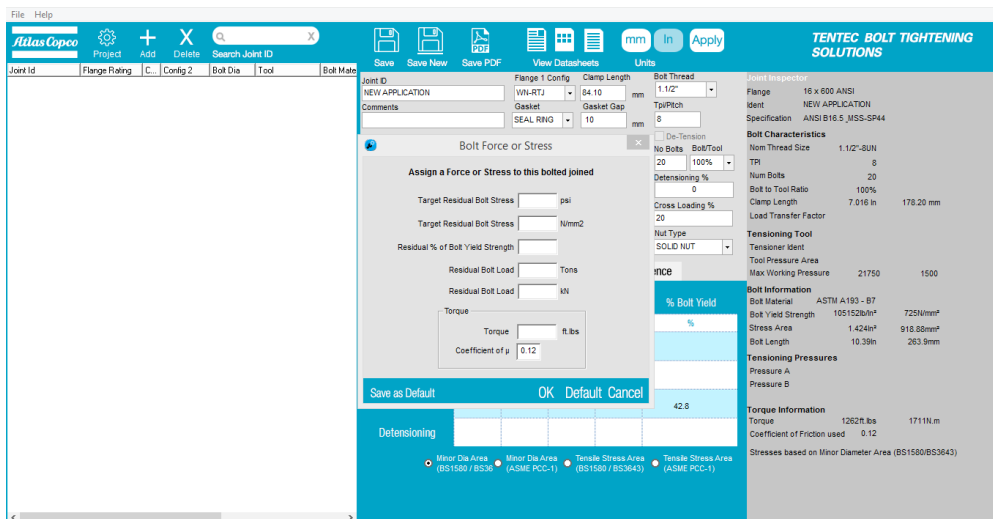 File Help
Atlas Copco
Project Add Delete
X
Search Joint ID
Save Save New Save PDF View Datasheets Units
PDF
mm In Apply
TENTEC BOLT TIGHTENING
SOLUTIONS
Joint Id Flange Rating C... Config 2 Bolt Dia Tool Bolt Mate
Joint ID Flange 1 Config Clamp Length Bolt Thread
NEW APPLICATION WN-RTJ 84.10 mm 1.1/2"
Comments Gasket Gasket Gap Tpi/Pitch
SEAL RING 10 mm 8
De-Tension
No Bolts Bolt/Tool
20 100%
Detensioning %
0
Cross Loading %
20
Nut Type
SOLID NUT
ence
Bolt Force or Stress
Assign a Force or Stress to this bolted joined
Target Residual Bolt Stress psi
Target Residual Bolt Stress N/mm2
Residual % of Bolt Yield Strength
Residual Bolt Load Tons
Residual Bolt Load kN
Torque
Torque ft.lbs
Coefficient of µ 0.12
Save as Default OK Default Cancel
% Bolt Yield
%
42.8
Detensioning
Minor Dia Area
(BS1580 / BS36
Minor Dia Area
(ASME PCC-1)
Tensile Stress Area
(BS1580 / BS3643)
Tensile Stress Area
(ASME PCC-1)
Joint Inspector
Flange 16 x 600 ANSI
Ident NEW APPLICATION
Specification ANSI B16.5 ,MSS-SP44
Bolt Characteristics
Nom Thread Size 1.1/2"-8UN
TPI 8
Num Bolts 20
Bolt to Tool Ratio 100%
Clamp Length 7.016 In 178.20 mm
Load Transfer Factor
Tensioning Tool
Tensioner Ident
Tool Pressure Area
Max Working Pressure 21750 1500
Bolt Information
Bolt Material ASTM A193 - B7
Bolt Yield Strength 105152lb/In² 725N/mm²
Stress Area 1.424In² 918.88mm²
Bolt Length 10.39In 263.9mm
Tensioning Pressures
Pressure A
Pressure B
Torque Information
Torque 1262ft.lbs 1711N.m
Coefficient of Friction used 0.12
Stresses based on Minor Diameter Area (BS1580/BS3643)